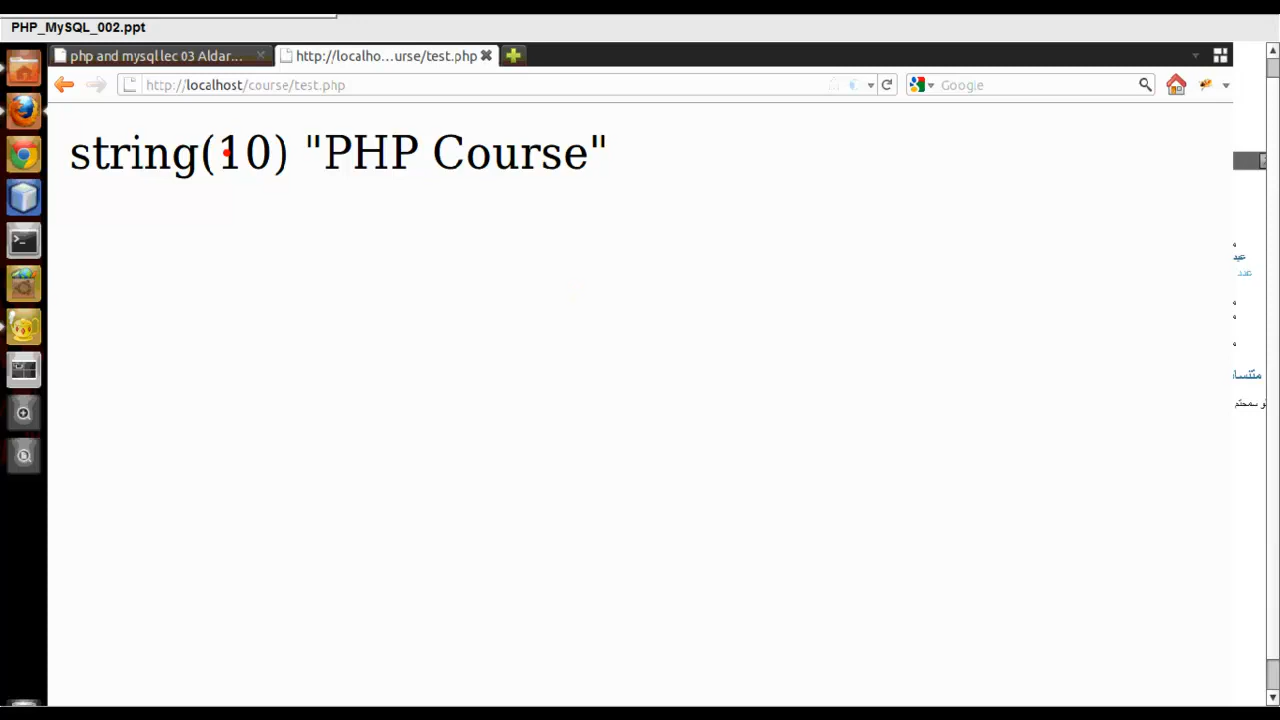 PHP_MySQL_002.ppt
php and mysql lec 03 Aldar...
http://localho...urse/test.php
http://localhost/course/test.php
Google
string(10) "PHP Course"
عدد